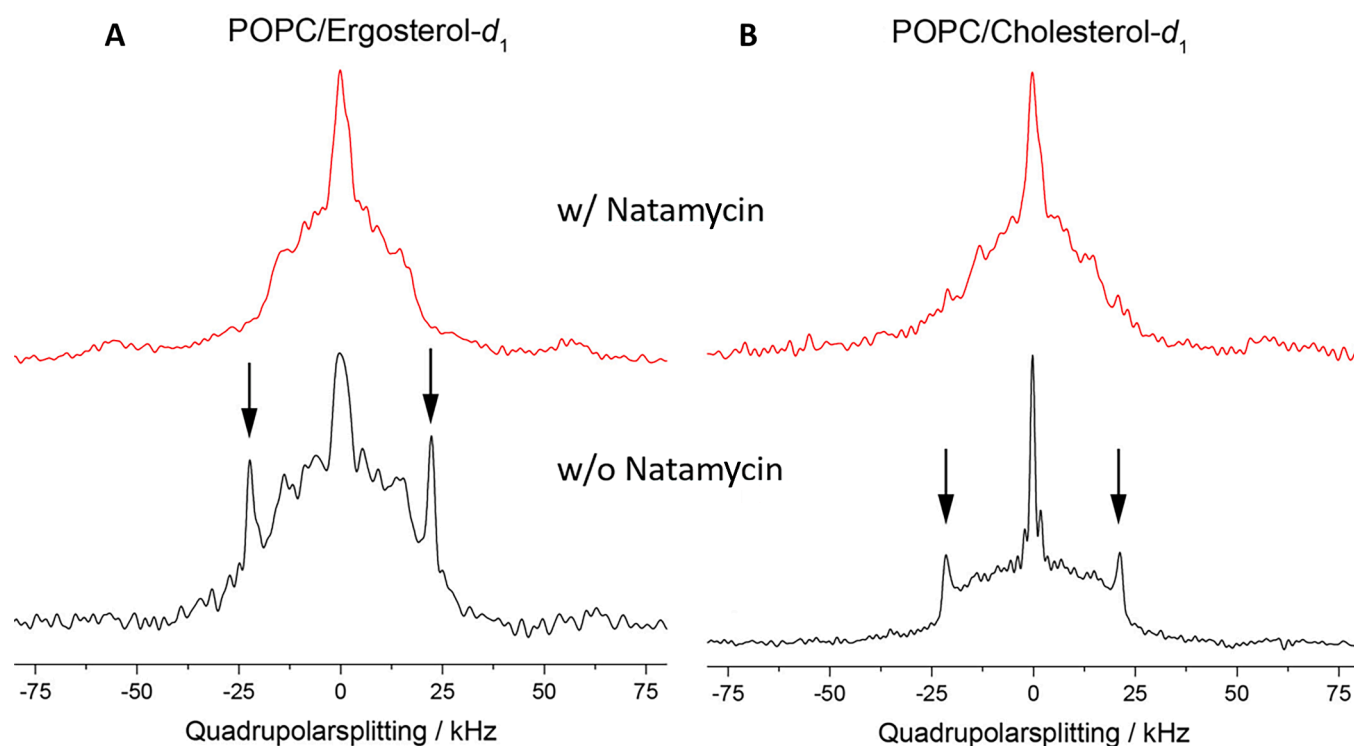 A
POPC/Ergosterol-d₁
B
POPC/Cholesterol-d₁
w/ Natamycin
w/o Natamycin
-75 -50 -25 0 25 50 75
-75 -50 -25 0 25 50 75
Quadrupolarsplitting / kHz
Quadrupolarsplitting / kHz